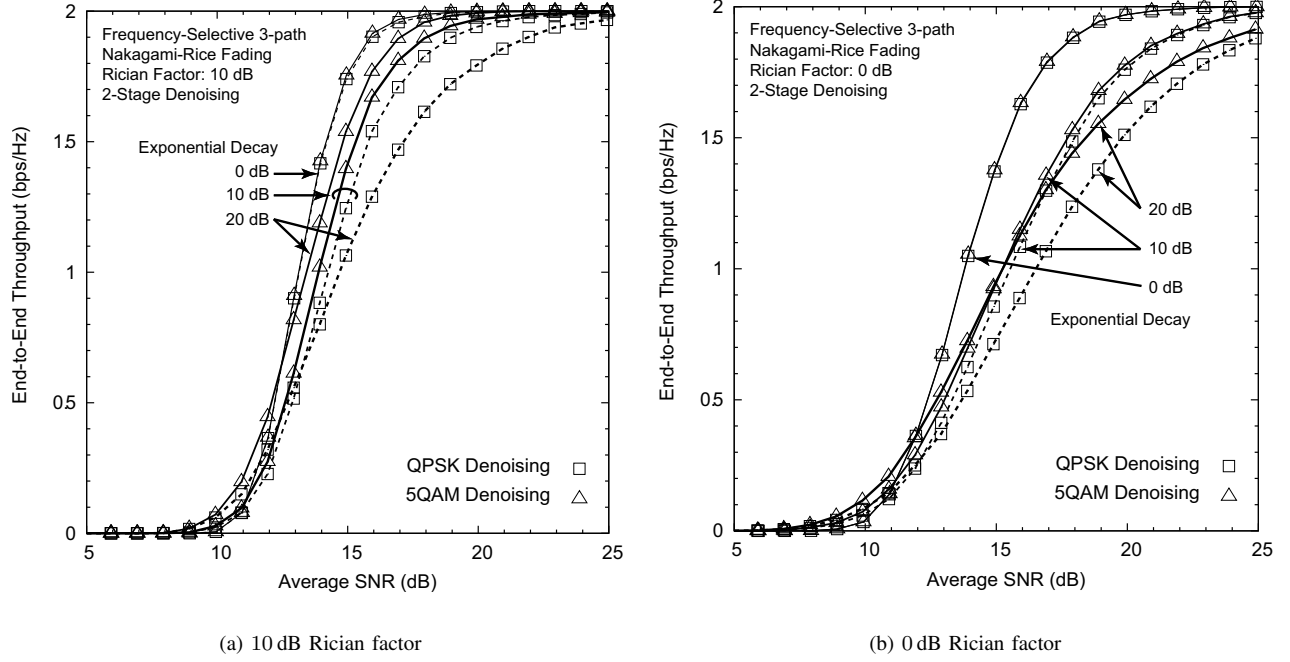 Frequency-Selective 3-path
Nakagami-Rice Fading
Rician Factor: 10 dB
2-Stage Denoising
Exponential Decay
0 dB
10 dB
20 dB
QPSK Denoising
5QAM Denoising
2
1.5
1
0.5
0
5
10
15
20
25
End-to-End Throughput (bps/Hz)
Average SNR (dB)
(a) 10 dB Rician factor
Frequency-Selective 3-path
Nakagami-Rice Fading
Rician Factor: 0 dB
2-Stage Denoising
20 dB
10 dB
0 dB
Exponential Decay
QPSK Denoising
5QAM Denoising
2
1.5
1
0.5
0
5
10
15
20
25
End-to-End Throughput (bps/Hz)
Average SNR (dB)
(b) 0 dB Rician factor